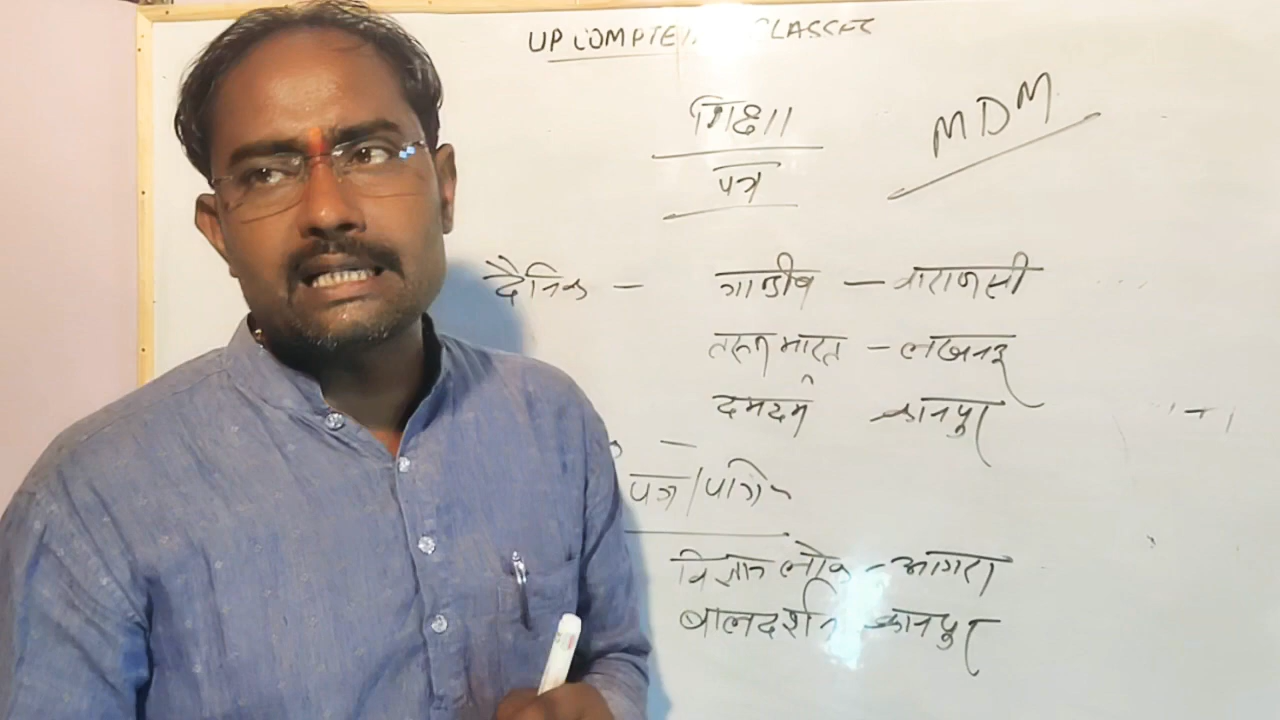 UP COMPTE CLASSES
शिक्षा
MDM
पत्र
दैनिक – गाण्डीव – वाराणसी
तरुण भारत – लखनऊ
दमदम कानपुर
पत्र/पत्रि
विज्ञान लोक – आगरा
बालदर्शन कानपुर